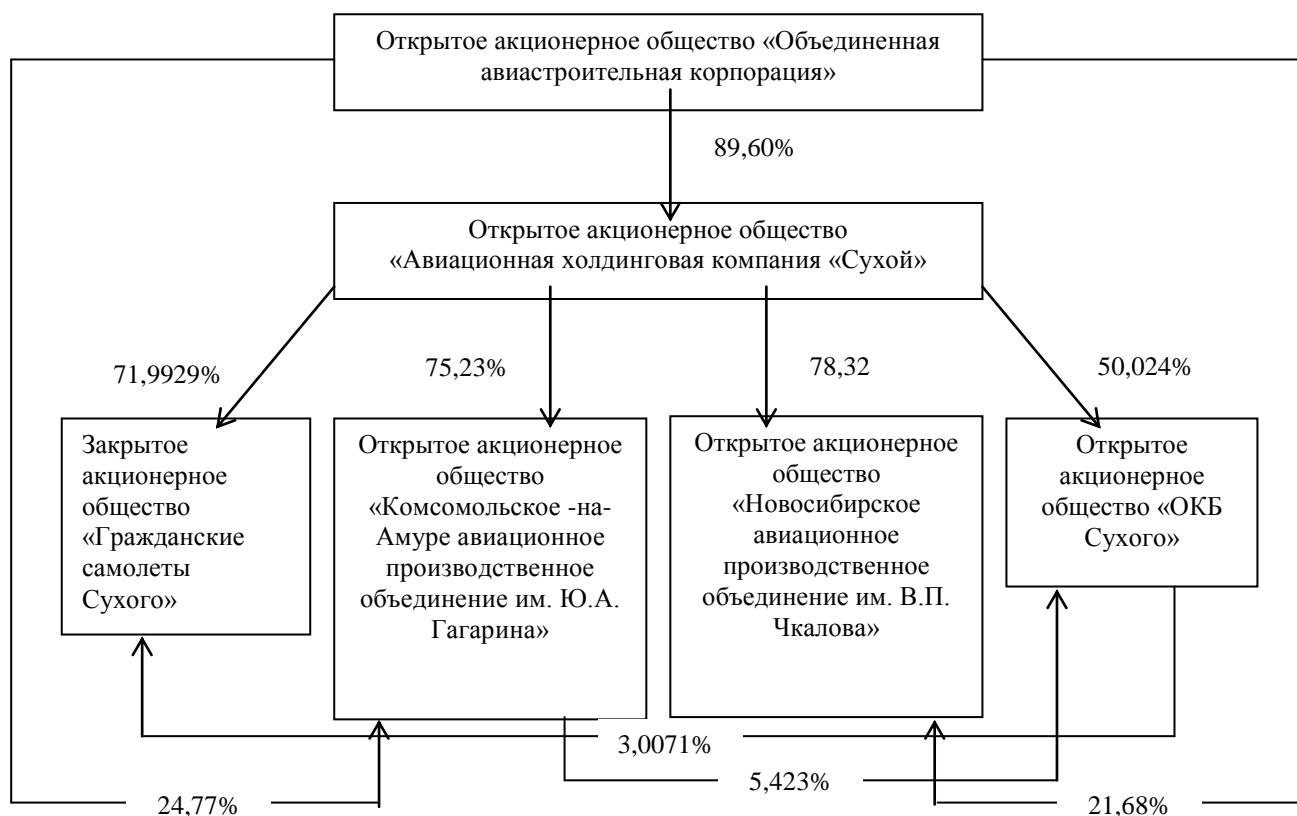 Открытое акционерное общество «Объединенная
авиастроительная корпорация»
89,60%
Открытое акционерное общество
«Авиационная холдинговая компания «Сухой»
71,9929%
75,23%
78,32
50,024%
Закрытое
акционерное
общество
«Гражданские
самолеты
Сухого»
Открытое акционерное
общество
«Комсомольское -на-
Амуре авиационное
производственное
объединение им. Ю.А.
Гагарина»
Открытое акционерное
общество
«Новосибирское
авиационное
производственное
объединение им. В.П.
Чкалова»
Открытое
акционерное
общество «ОКБ
Сухого»
3,0071%
5,423%
24,77%
21,68%